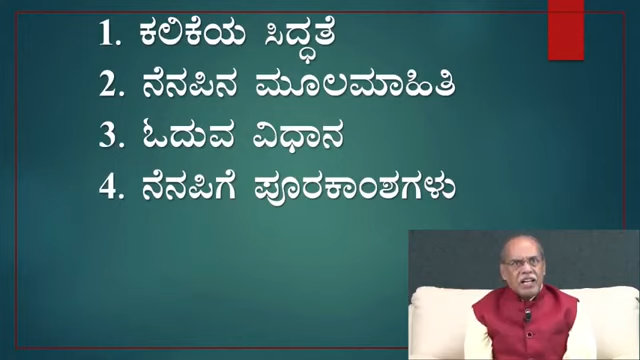 1. ಕಲಿಕೆಯ ಸಿದ್ಧತೆ
2. ನೆನಪಿನ ಮೂಲಮಾಹಿತಿ
3. ಓದುವ ವಿಧಾನ
4. ನೆನಪಿಗೆ ಪೂರಕಾಂಶಗಳು